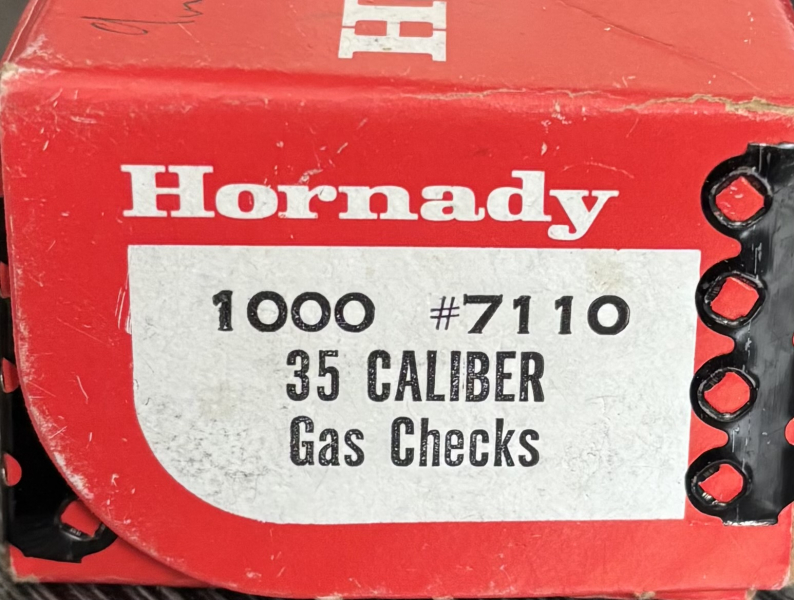 H
Hornady
1000 #7110
35 CALIBER
Gas Checks